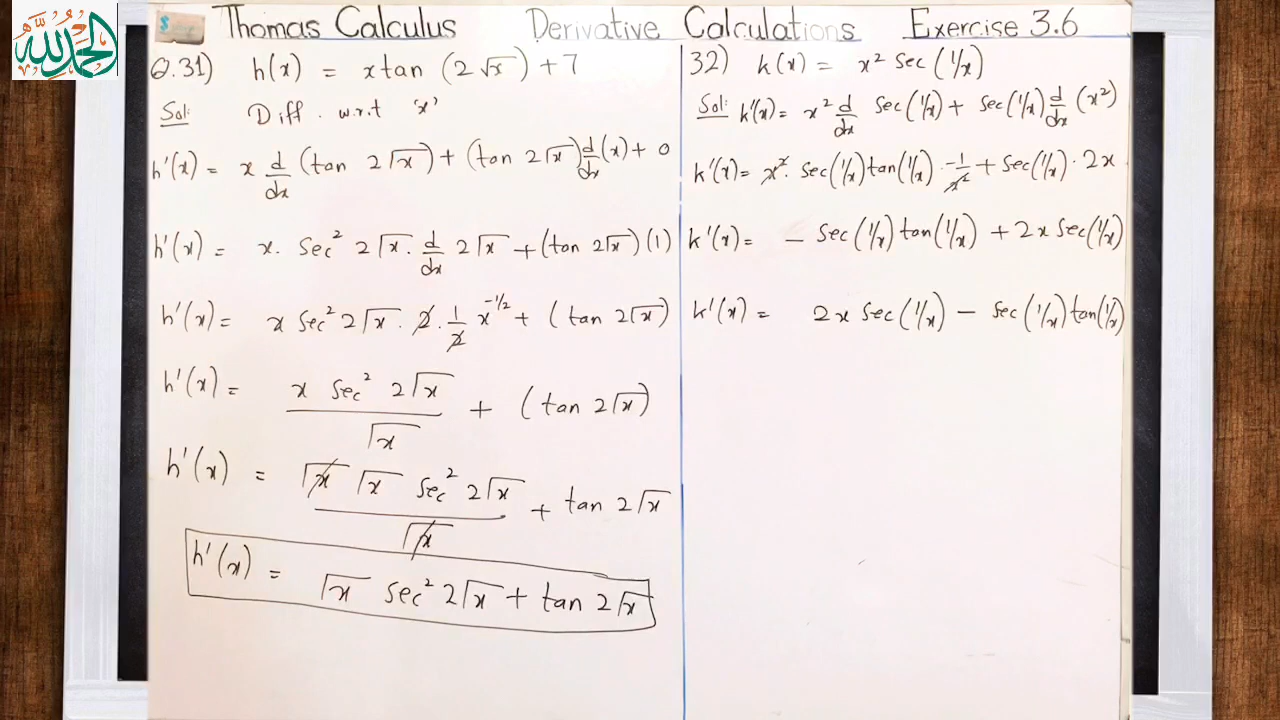 الحمد لله
Thomas Calculus Derivative Calculations Exercise 3.6
Q.31) h(x) = x tan (2√x) + 7
Sol: Diff. w.r.t 'x'
h'(x) = x d/dx (tan 2√x) + (tan 2√x) d/dx (x) + 0
h'(x) = x. sec² 2√x . d/dx 2√x + (tan 2√x) (1)
h'(x) = x sec² 2√x . 2 . 1/2 x^-1/2 + (tan 2√x)
h'(x) = x sec² 2√x / √x + (tan 2√x)
h'(x) = √x √x sec² 2√x / √x + tan 2√x
h'(x) = √x sec² 2√x + tan 2√x
32) k(x) = x² sec (1/x)
Sol: k'(x) = x² d/dx sec(1/x) + sec(1/x) d/dx (x²)
k'(x) = x². sec(1/x) tan(1/x) . -1/x² + sec(1/x) . 2x
k'(x) = - sec(1/x) tan(1/x) + 2x sec(1/x)
k'(x) = 2x sec(1/x) - sec(1/x) tan(1/x)